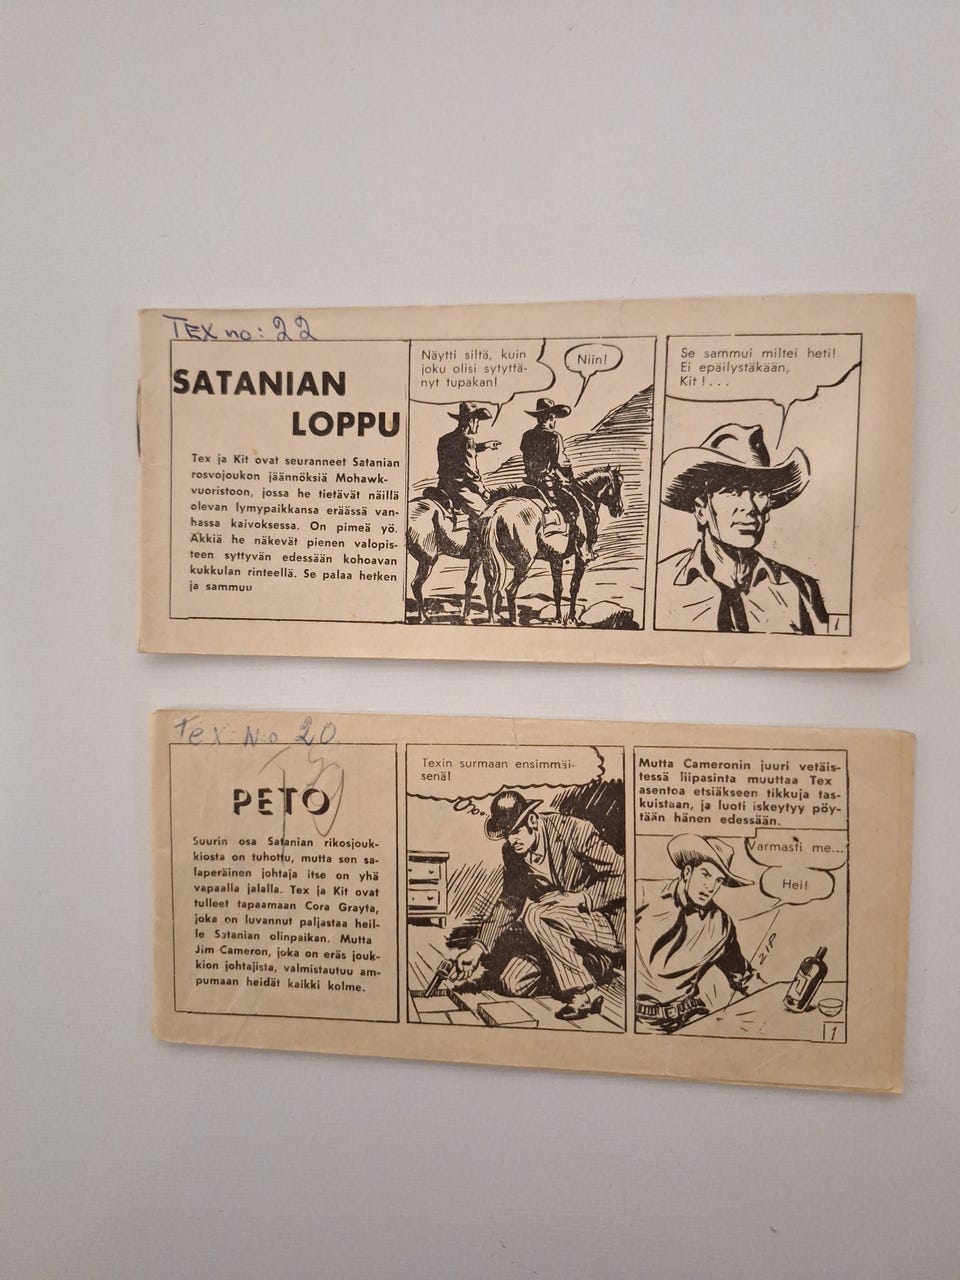 TEX no: 22
SATANIAN
LOPPU
Tex ja Kit ovat seuranneet Satanian
rosvojoukon jäännöksiä Mohawk-
vuoristoon, jossa he tietävät näillä
olevan lymypaikkansa eräässä van-
hassa kaivoksessa. On pimeä yö.
Äkkiä he näkevät pienen valopis-
teen syttyvän edessään kohoavan
kukkulan rinteellä. Se palaa hetken
ja sammuu
Näytti siltä, kuin
joku olisi sytyttä-
nyt tupakan!
Niin!
Se sammui miltei heti!
Ei epäilystäkään,
Kit!...
1
Tex No 20
PETO
Suurin osa Satanian rikosjouk-
kiosta on tuhottu, mutta sen sa-
laperäinen johtaja itse on yhä
vapaalla jalalla. Tex ja Kit ovat
tulleet tapaamaan Cora Grayta,
joka on luvannut paljastaa heil-
le Satanian olinpaikan. Mutta
Jim Cameron, joka on eräs jouk-
kion johtajista, valmistautuu am-
pumaan heidät kaikki kolme.
Texin surmaan ensimmäi-
senä!
Mutta Cameronin juuri vetäis-
tessä liipasinta muuttaa Tex
asentoa etsiäkseen tikkuja tas-
kuistaan, ja luoti iskeytyy pöy-
tään hänen edessään.
Varmasti me...
Hei!
ZIP
1